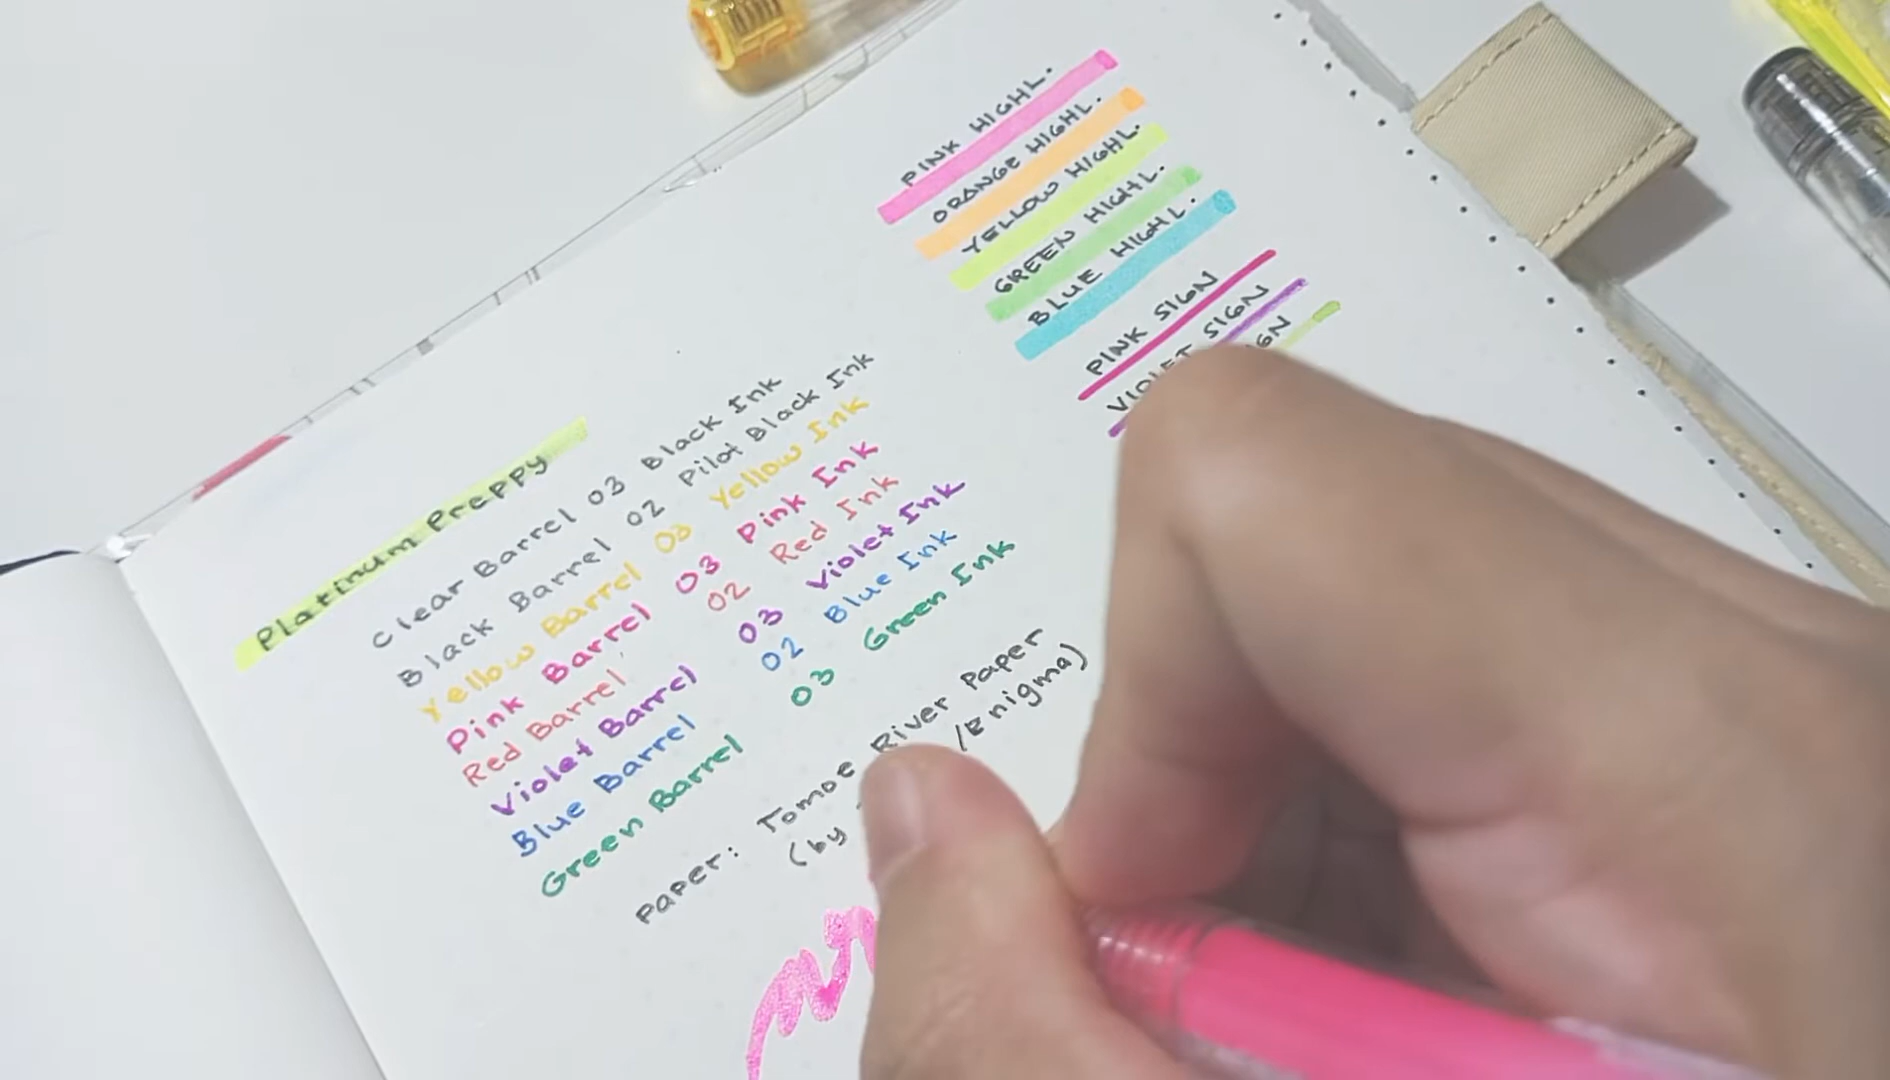 Platinum Preppy
Clear Barrel 03 Black Ink
Black Barrel 02 Pilot Black Ink
Yellow Barrel 03 Yellow Ink
Pink Barrel 03 Pink Ink
Red Barrel 02 Red Ink
Violet Barrel 03 Violet Ink
Blue Barrel 02 Blue Ink
Green Barrel 03 Green Ink
Paper: Tomoe River Paper
(by /Enigma)
PINK HIGHL.
ORANGE HIGHL.
YELLOW HIGHL.
GREEN HIGHL.
BLUE HIGHL.
PINK SIGN
VIOLET SIGN